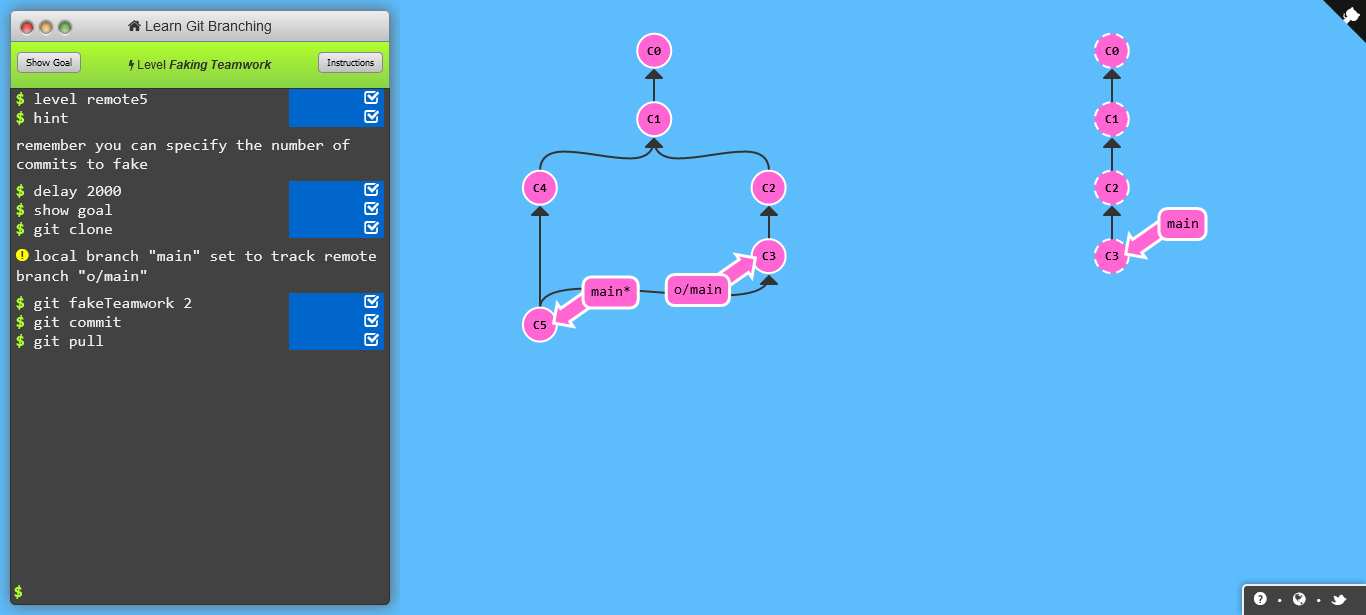 Learn Git Branching
Show Goal
Level Faking Teamwork
Instructions
$ level remote5
$ hint
remember you can specify the number of
commits to fake
$ delay 2000
$ show goal
$ git clone
local branch "main" set to track remote
branch "o/main"
$ git fakeTeamwork 2
$ git commit
$ git pull
$
C0
C1
C4
C2
C3
main*
o/main
C5
C0
C1
C2
main
C3